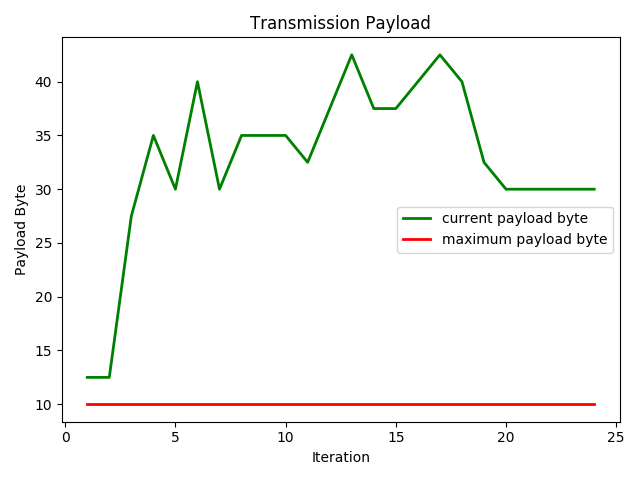 Transmission Payload
Payload Byte
40
35
30
25
20
15
10
current payload byte
maximum payload byte
0 5 10 15 20 25
Iteration